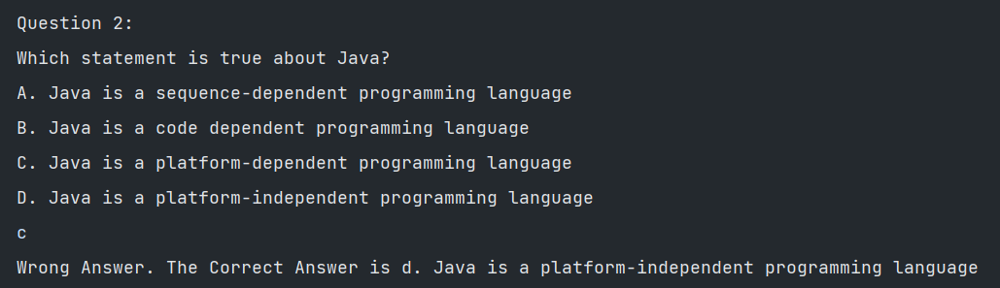 Question 2:
Which statement is true about Java?
A. Java is a sequence-dependent programming language
B. Java is a code dependent programming language
C. Java is a platform-dependent programming language
D. Java is a platform-independent programming language
c
Wrong Answer. The Correct Answer is d. Java is a platform-independent programming language